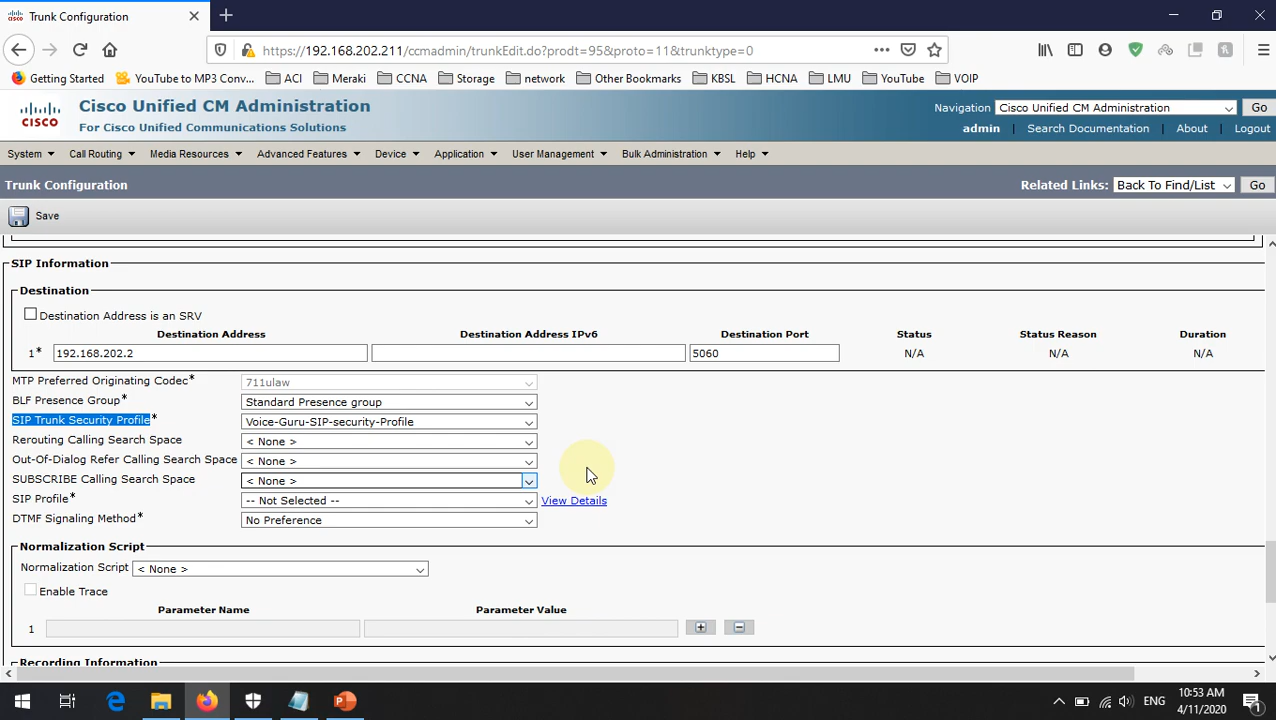 Trunk Configuration
https://192.168.202.211/ccmadmin/trunkEdit.do?prodt=95&proto=11&trunktype=0
Getting Started
YouTube to MP3 Conv...
ACI
Meraki
CCNA
Storage
network
Other Bookmarks
KBSL
HCNA
LMU
YouTube
VOIP
CISCO
Cisco Unified CM Administration
For Cisco Unified Communications Solutions
Navigation Cisco Unified CM Administration Go
admin | Search Documentation | About | Logout
System Call Routing Media Resources Advanced Features Device Application User Management Bulk Administration Help
Trunk Configuration
Related Links: Back To Find/List Go
Save
SIP Information
Destination
Destination Address is an SRV
Destination Address Destination Address IPv6 Destination Port Status Status Reason Duration
1* 192.168.202.2 5060 N/A N/A N/A
MTP Preferred Originating Codec* 711ulaw
BLF Presence Group* Standard Presence group
SIP Trunk Security Profile* Voice-Guru-SIP-security-Profile
Rerouting Calling Search Space < None >
Out-Of-Dialog Refer Calling Search Space < None >
SUBSCRIBE Calling Search Space < None >
SIP Profile* -- Not Selected -- View Details
DTMF Signaling Method* No Preference
Normalization Script
Normalization Script < None >
Enable Trace
Parameter Name Parameter Value
1
Recording Information
ENG
10:53 AM
4/11/2020
1